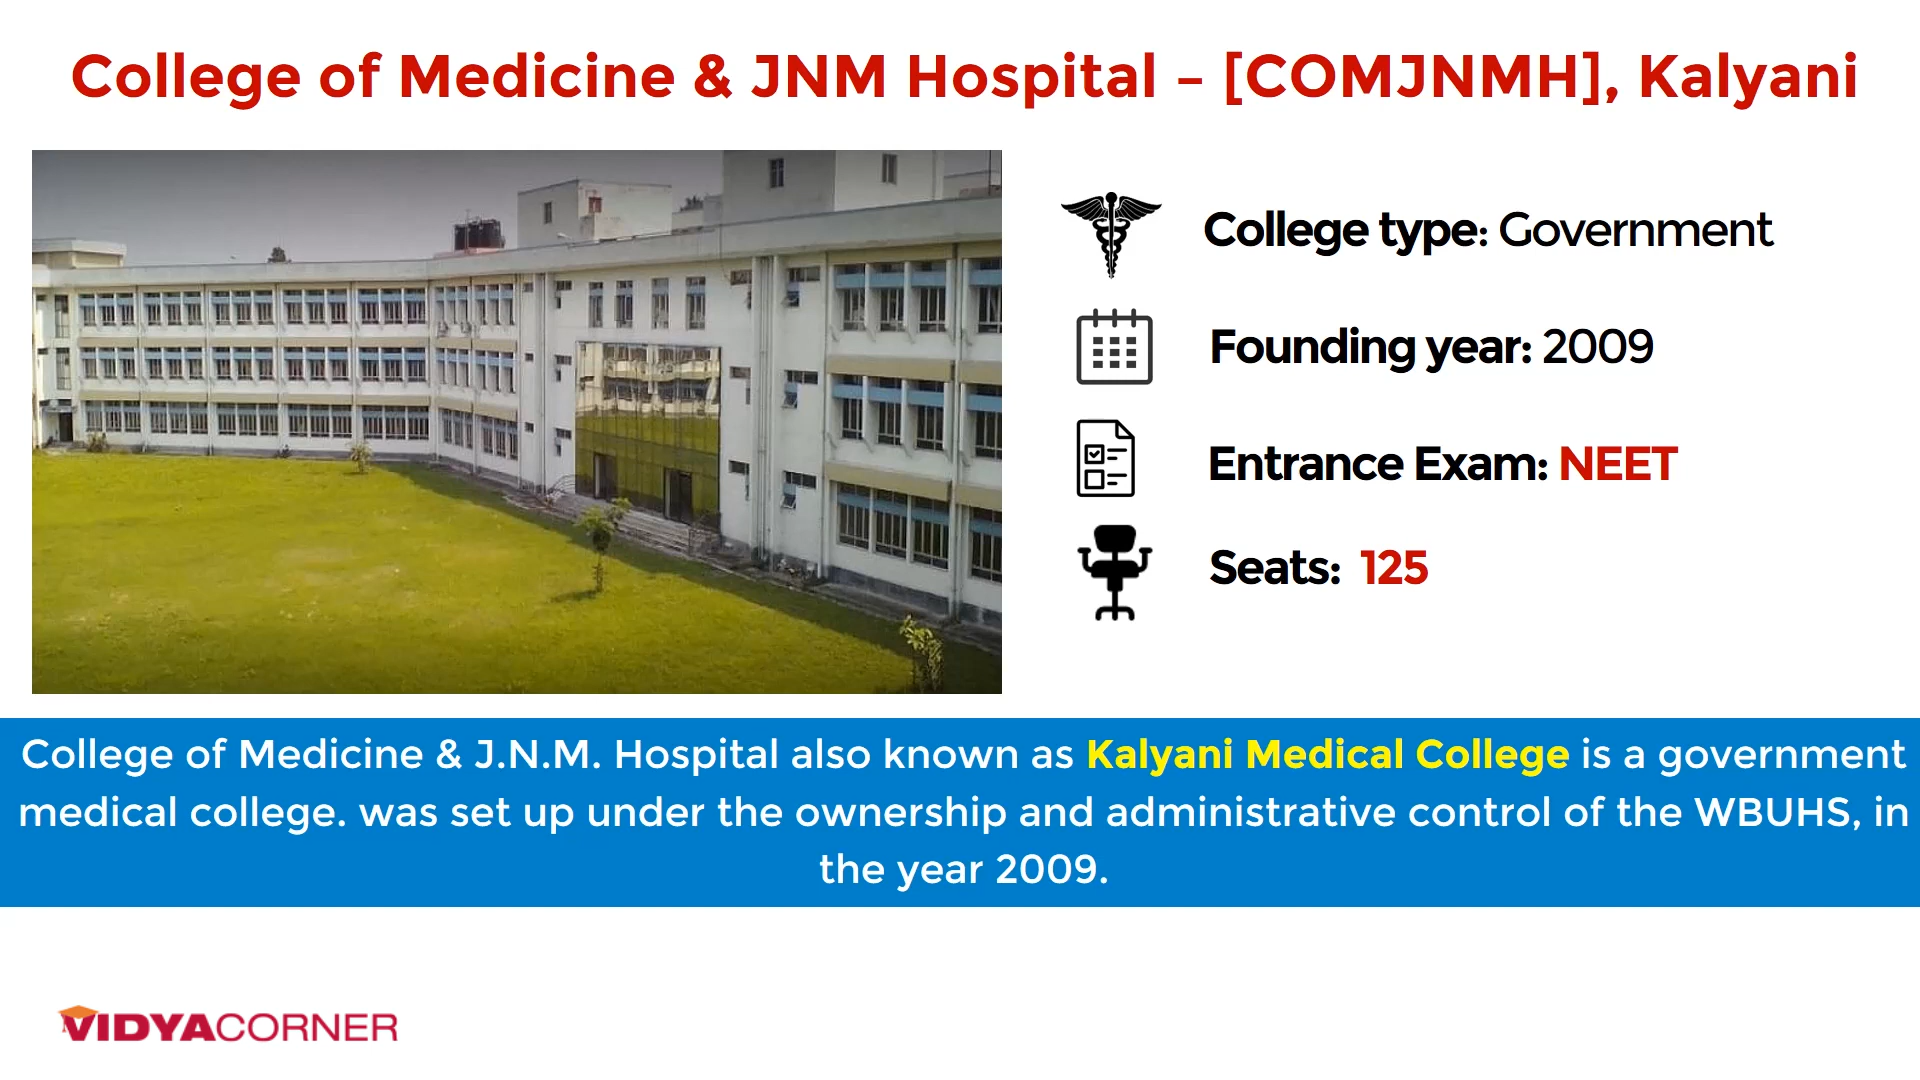 College of Medicine & JNM Hospital – [COMJNMH], Kalyani
College type: Government
Founding year: 2009
Entrance Exam: NEET
Seats: 125
College of Medicine & J.N.M. Hospital also known as Kalyani Medical College is a government
medical college. was set up under the ownership and administrative control of the WBUHS, in
the year 2009.
VIDYACORNER